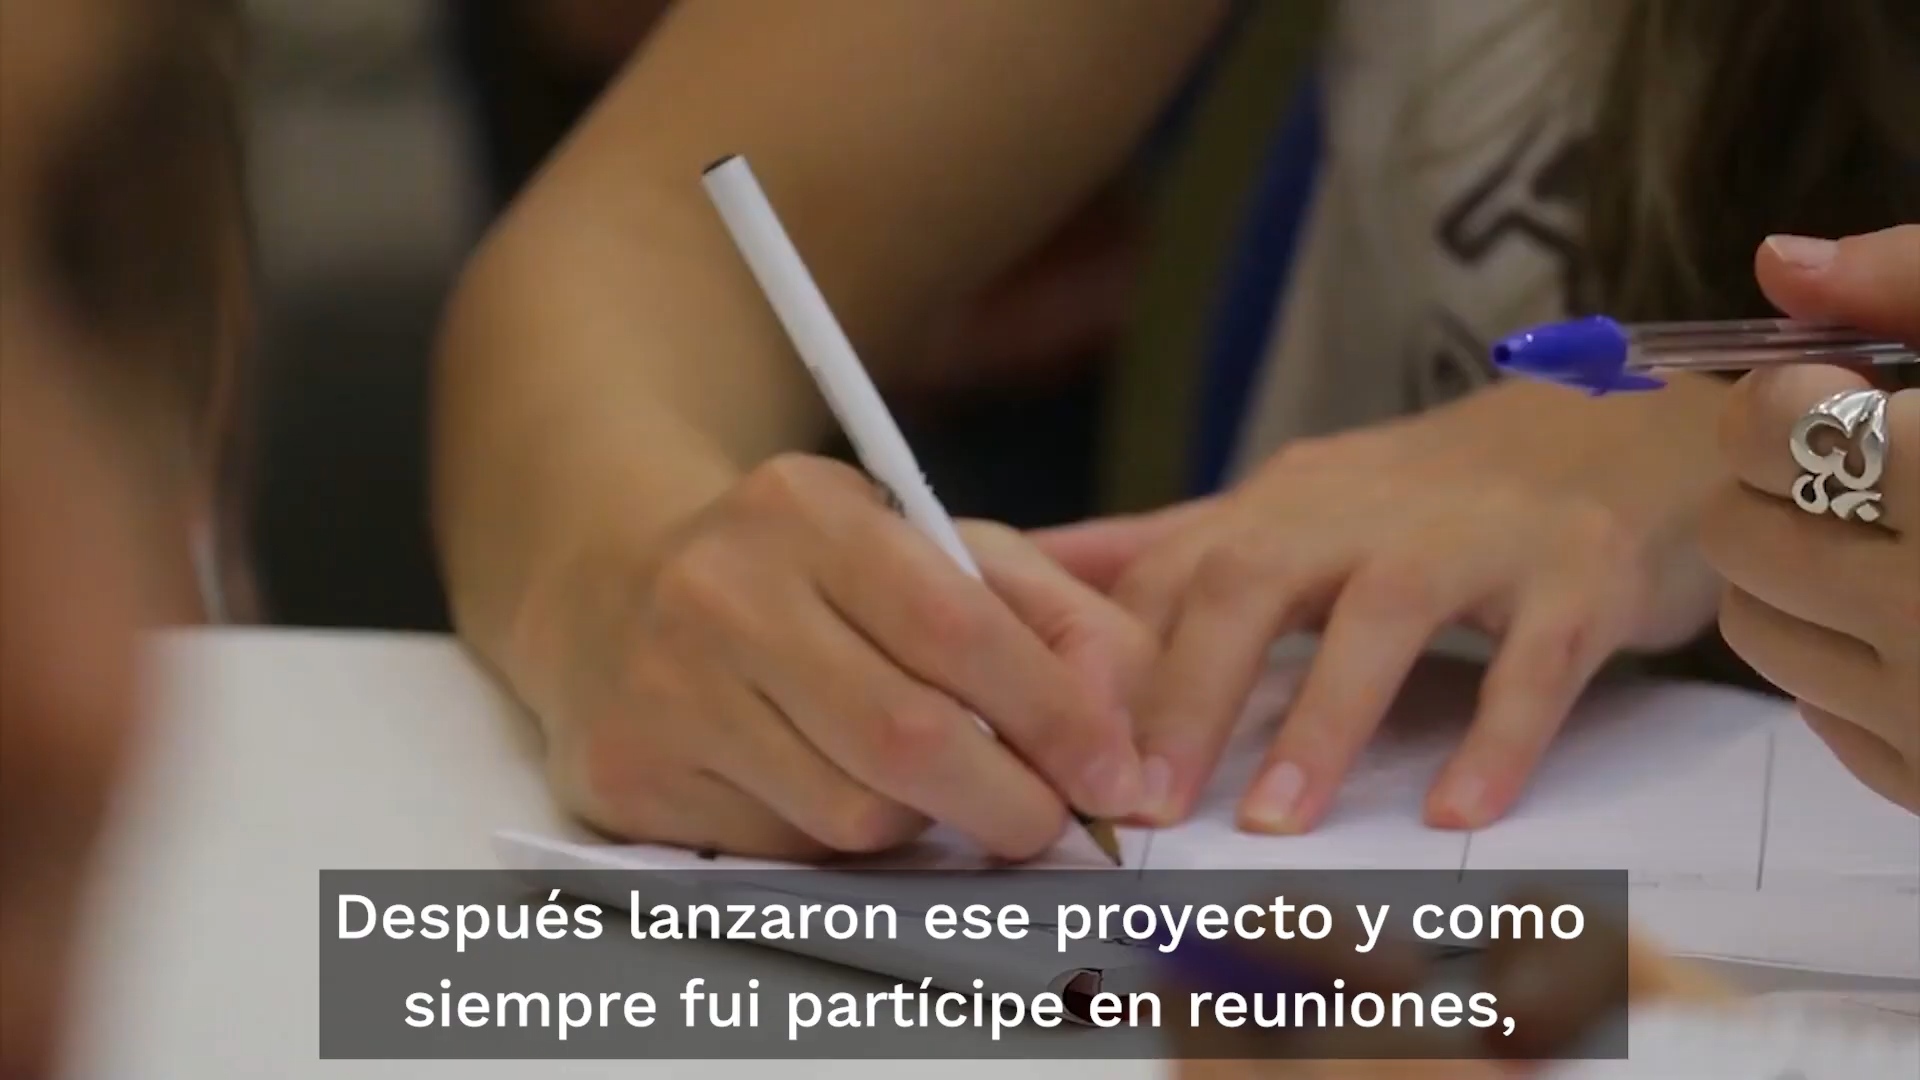 Después lanzaron ese proyecto y como
siempre fui partícipe en reuniones,